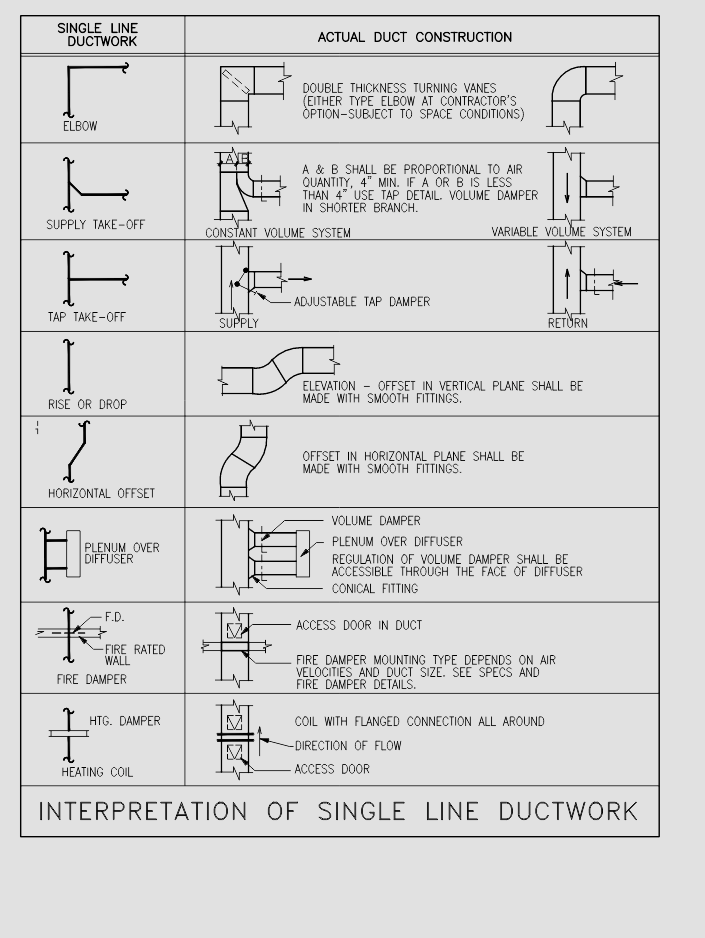 SINGLE LINE
DUCTWORK
ACTUAL DUCT CONSTRUCTION
ELBOW
DOUBLE THICKNESS TURNING VANES
(EITHER TYPE ELBOW AT CONTRACTOR'S
OPTION-SUBJECT TO SPACE CONDITIONS)
SUPPLY TAKE-OFF
A B
A & B SHALL BE PROPORTIONAL TO AIR
QUANTITY, 4" MIN. IF A OR B IS LESS
THAN 4" USE TAP DETAIL. VOLUME DAMPER
IN SHORTER BRANCH.
CONSTANT VOLUME SYSTEM
VARIABLE VOLUME SYSTEM
TAP TAKE-OFF
ADJUSTABLE TAP DAMPER
SUPPLY
RETURN
RISE OR DROP
ELEVATION - OFFSET IN VERTICAL PLANE SHALL BE
MADE WITH SMOOTH FITTINGS.
HORIZONTAL OFFSET
OFFSET IN HORIZONTAL PLANE SHALL BE
MADE WITH SMOOTH FITTINGS.
PLENUM OVER
DIFFUSER
VOLUME DAMPER
PLENUM OVER DIFFUSER
REGULATION OF VOLUME DAMPER SHALL BE
ACCESSIBLE THROUGH THE FACE OF DIFFUSER
CONICAL FITTING
F.D.
FIRE RATED
WALL
FIRE DAMPER
ACCESS DOOR IN DUCT
FIRE DAMPER MOUNTING TYPE DEPENDS ON AIR
VELOCITIES AND DUCT SIZE. SEE SPECS AND
FIRE DAMPER DETAILS.
HTG. DAMPER
HEATING COIL
COIL WITH FLANGED CONNECTION ALL AROUND
DIRECTION OF FLOW
ACCESS DOOR
INTERPRETATION OF SINGLE LINE DUCTWORK